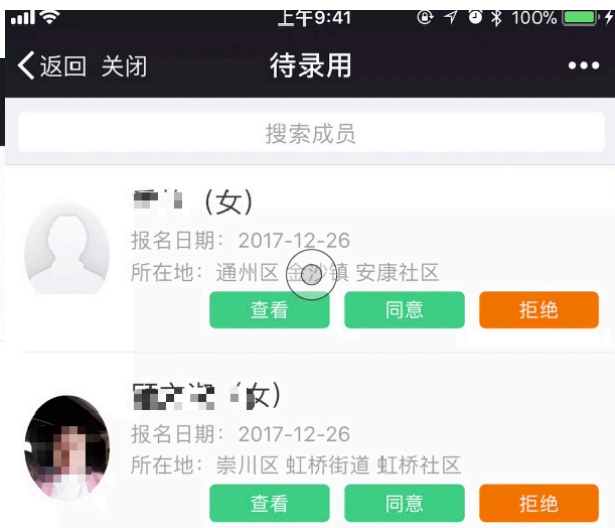 上午9:41 100%
返回 关闭 待录用
搜索成员
(女)
报名日期：2017-12-26
所在地：通州区 金沙镇 安康社区
查看 同意 拒绝
(女)
报名日期：2017-12-26
所在地：崇川区 虹桥街道 虹桥社区
查看 同意 拒绝